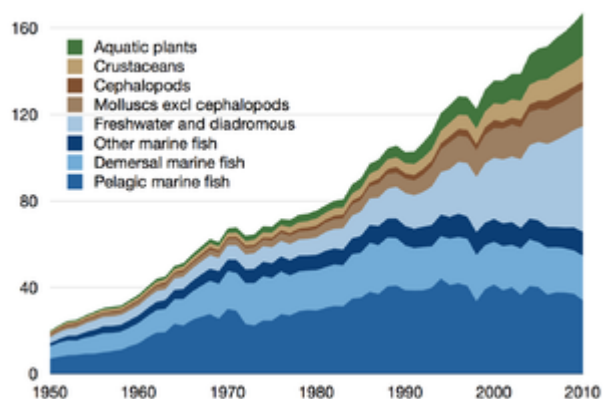 160
Aquatic plants
Crustaceans
Cephalopods
120
Molluscs excl cephalopods
Freshwater and diadromous
Other marine fish
Demersal marine fish
Pelagic marine fish
80
40
0
1950 1960 1970 1980 1990 2000 2010